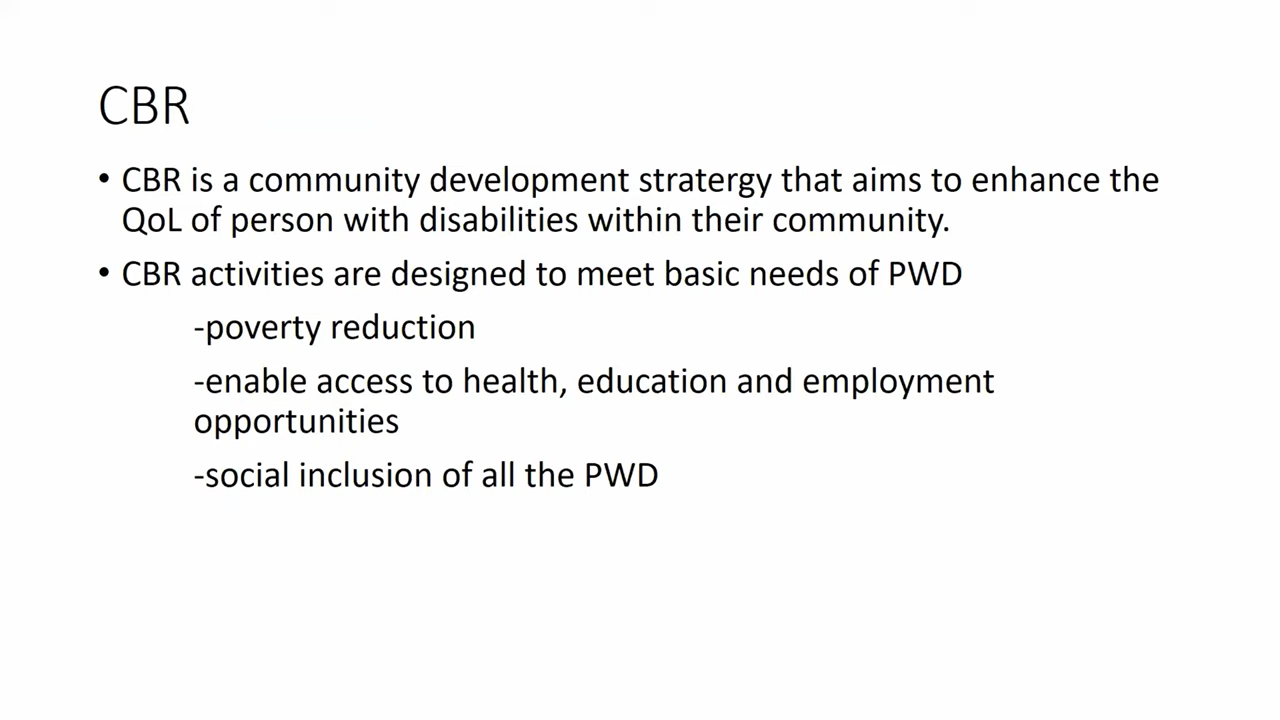 CBR
• CBR is a community development stratergy that aims to enhance the
QoL of person with disabilities within their community.
• CBR activities are designed to meet basic needs of PWD
-poverty reduction
-enable access to health, education and employment
opportunities
-social inclusion of all the PWD